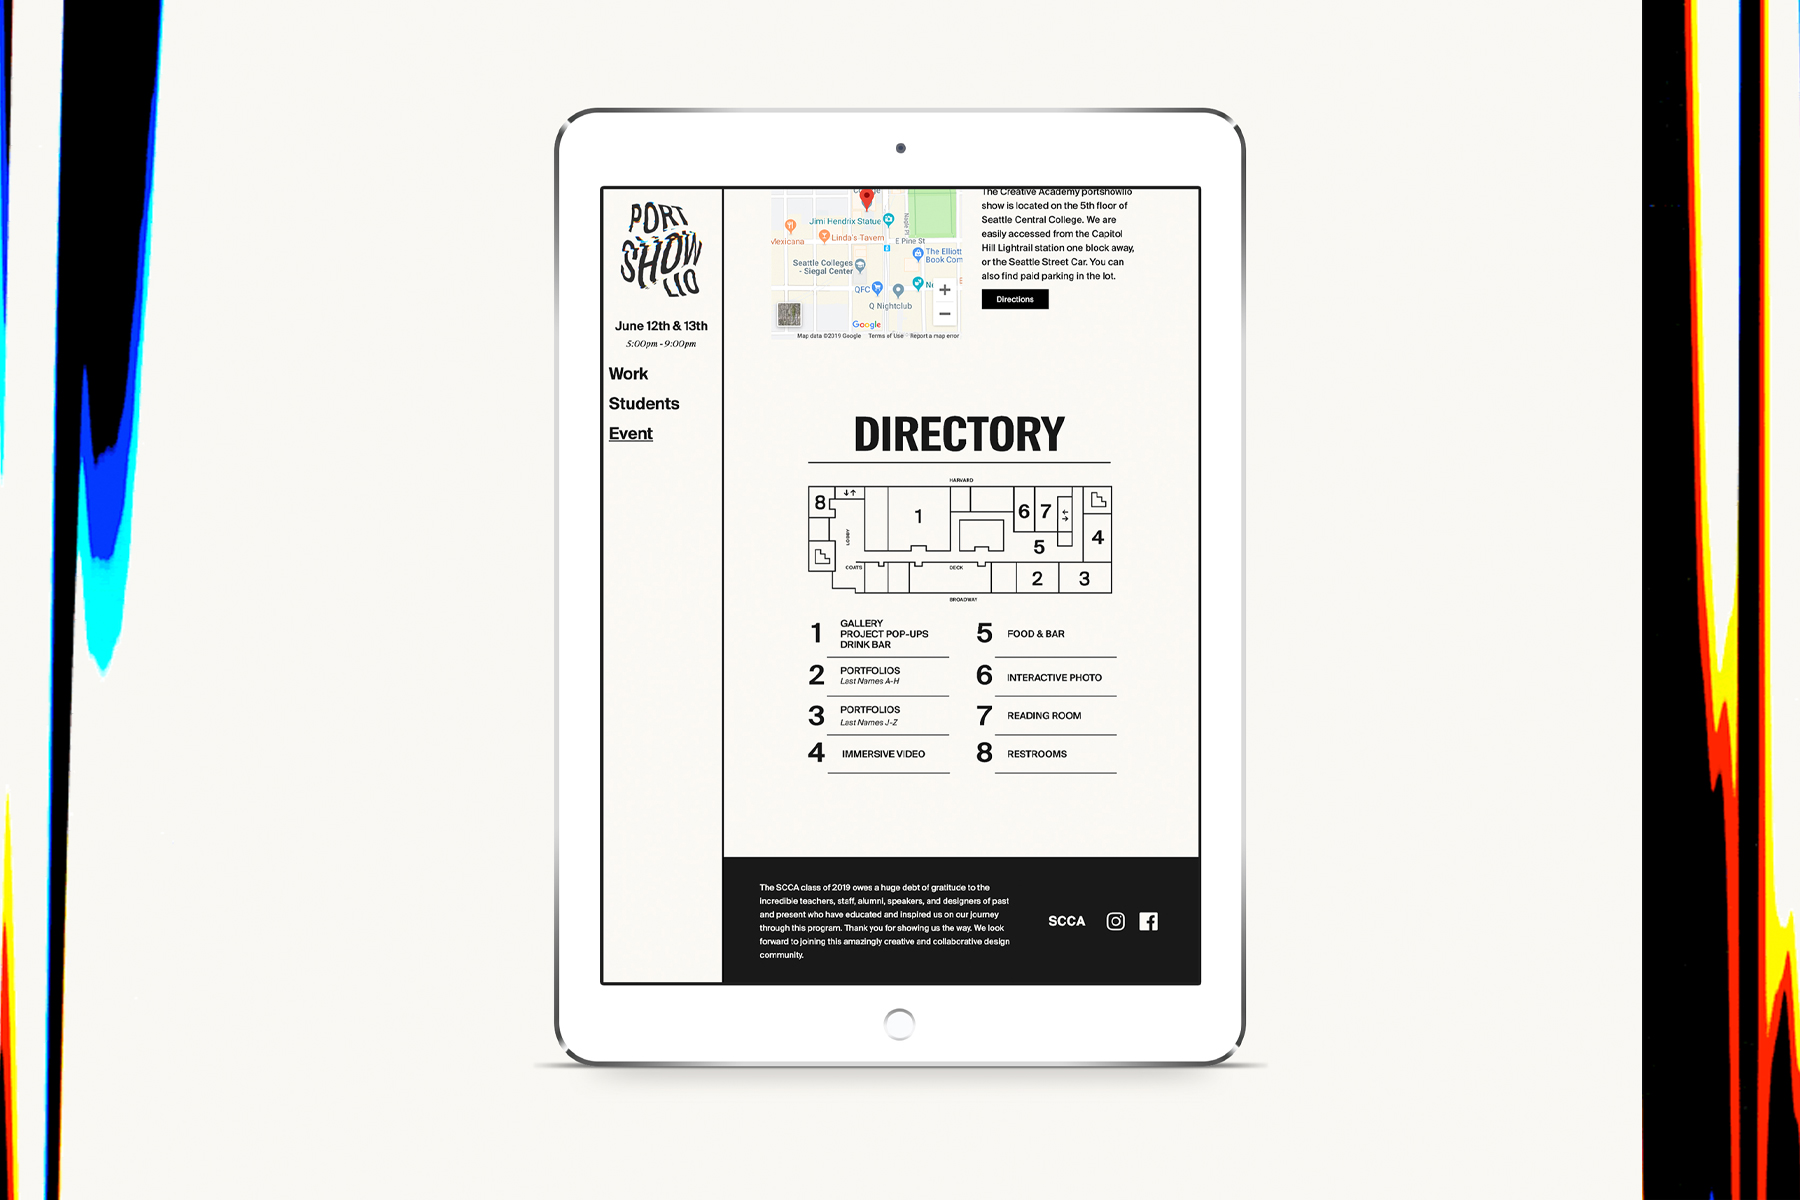 PORT
SHOW
LIO
June 12th & 13th
5:00pm - 9:00pm
Work
Students
Event
Jimi Hendrix Statue
Mexicana
Linda's Tavern
E Pine St
Nagle Pl
The Elliott
Book Com
Seattle Colleges
- Siegal Center
QFC
Ne
Q Nightclub
+
−
Google
Map data ©2019 Google Terms of Use Report a map error
The Creative Academy portshowlio
show is located on the 5th floor of
Seattle Central College. We are
easily accessed from the Capitol
Hill Lightrail station one block away,
or the Seattle Street Car. You can
also find paid parking in the lot.
Directions
DIRECTORY
HARVARD
8
1
6 7
LOBBY
5
4
COATS
DECK
2
3
BROADWAY
1 GALLERY
PROJECT POP-UPS
DRINK BAR
2 PORTFOLIOS
Last Names A-H
3 PORTFOLIOS
Last Names J-Z
4 IMMERSIVE VIDEO
5 FOOD & BAR
6 INTERACTIVE PHOTO
7 READING ROOM
8 RESTROOMS
The SCCA class of 2019 owes a huge debt of gratitude to the
incredible teachers, staff, alumni, speakers, and designers of past
and present who have educated and inspired us on our journey
through this program. Thank you for showing us the way. We look
forward to joining this amazingly creative and collaborative design
community.
SCCA